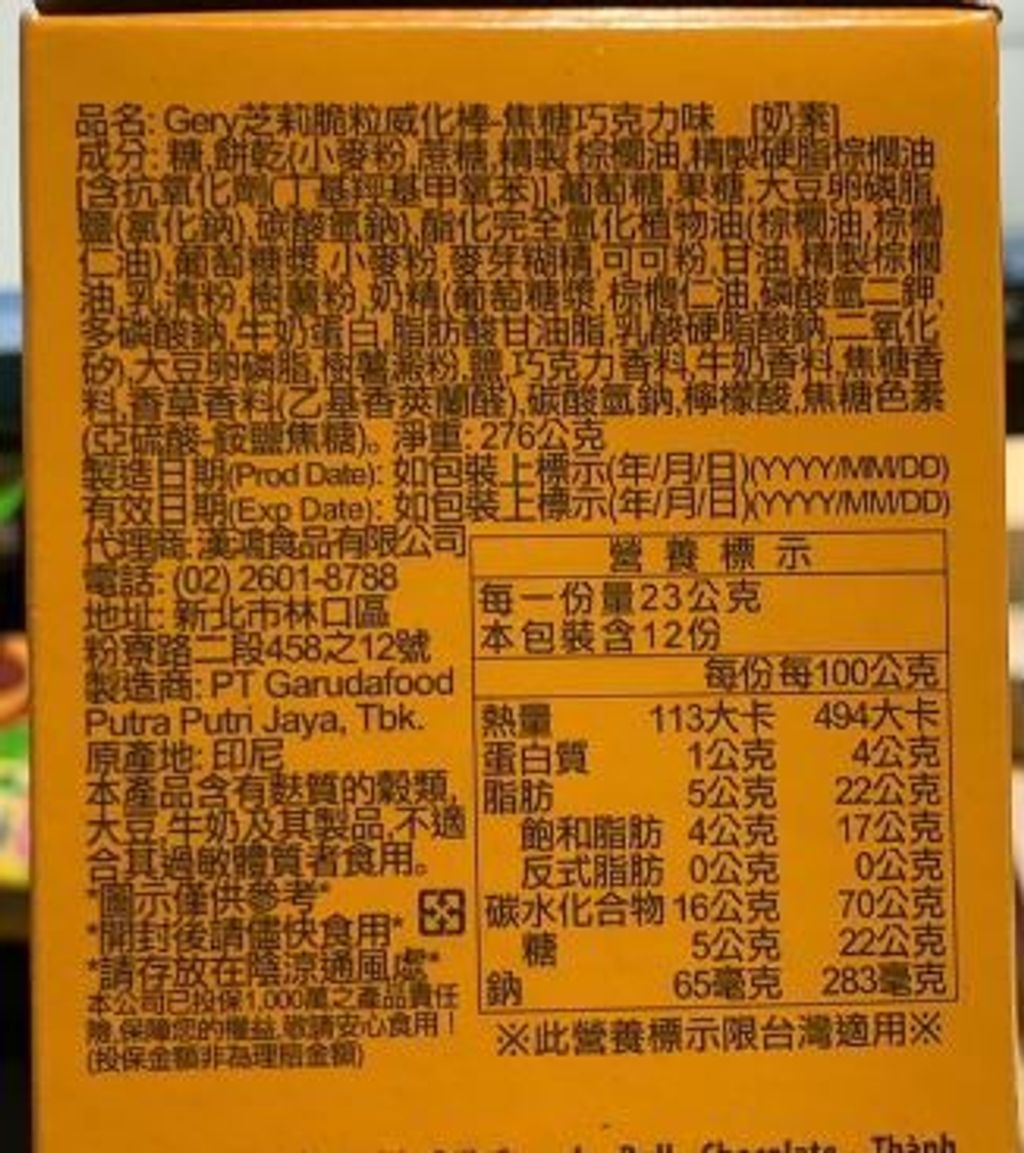 品名: Gery芝莉脆粒威化棒-焦糖巧克力味 [奶素]
成分: 糖,餅乾(小麥粉,蔗糖,精製棕櫚油,精製硬脂棕櫚油
[含抗氧化劑(丁基羥基甲氧苯)],葡萄糖,果糖,大豆卵磷脂,
鹽(氯化鈉),碳酸氫鈉),酯化完全氫化植物油(棕櫚油,棕櫚
仁油),葡萄糖漿,小麥粉,麥芽糊精,可可粉,甘油,精製棕櫚
油,乳清粉,樹薯粉,奶精(葡萄糖漿,棕櫚仁油,磷酸氫二鉀,
多磷酸鈉,牛奶蛋白,脂肪酸甘油脂,乳酸硬脂酸鈉,二氧化
矽),大豆卵磷脂,樹薯澱粉,鹽,巧克力香料,牛奶香料,焦糖香
料,香草香料(乙基香莢蘭醛),碳酸氫鈉,檸檬酸,焦糖色素
(亞硫酸-銨鹽焦糖)。淨重: 276公克
製造日期(Prod Date): 如包裝上標示(年/月/日)(YYYY/MM/DD)
有效日期(Exp Date): 如包裝上標示(年/月/日)(YYYY/MM/DD)
代理商: 漢鴻食品有限公司
電話: (02) 2601-8788
地址: 新北市林口區
粉寮路二段458之12號
製造商: PT Garudafood
Putra Putri Jaya, Tbk.
原產地: 印尼
本產品含有麩質的穀類,
大豆,牛奶及其製品,不適
合其過敏體質者食用。
*圖示僅供參考*
*開封後請儘快食用*
*請存放在陰涼通風處*
本公司已投保1,000萬之產品責任
險,保障您的權益,敬請安心食用！
(投保金額非為理賠金額)
營養標示
每一份量23公克
本包裝含12份
每份 每100公克
熱量 113大卡 494大卡
蛋白質 1公克 4公克
脂肪 5公克 22公克
飽和脂肪 4公克 17公克
反式脂肪 0公克 0公克
碳水化合物 16公克 70公克
糖 5公克 22公克
鈉 65毫克 283毫克
※此營養標示限台灣適用※
Chocolate - Thành